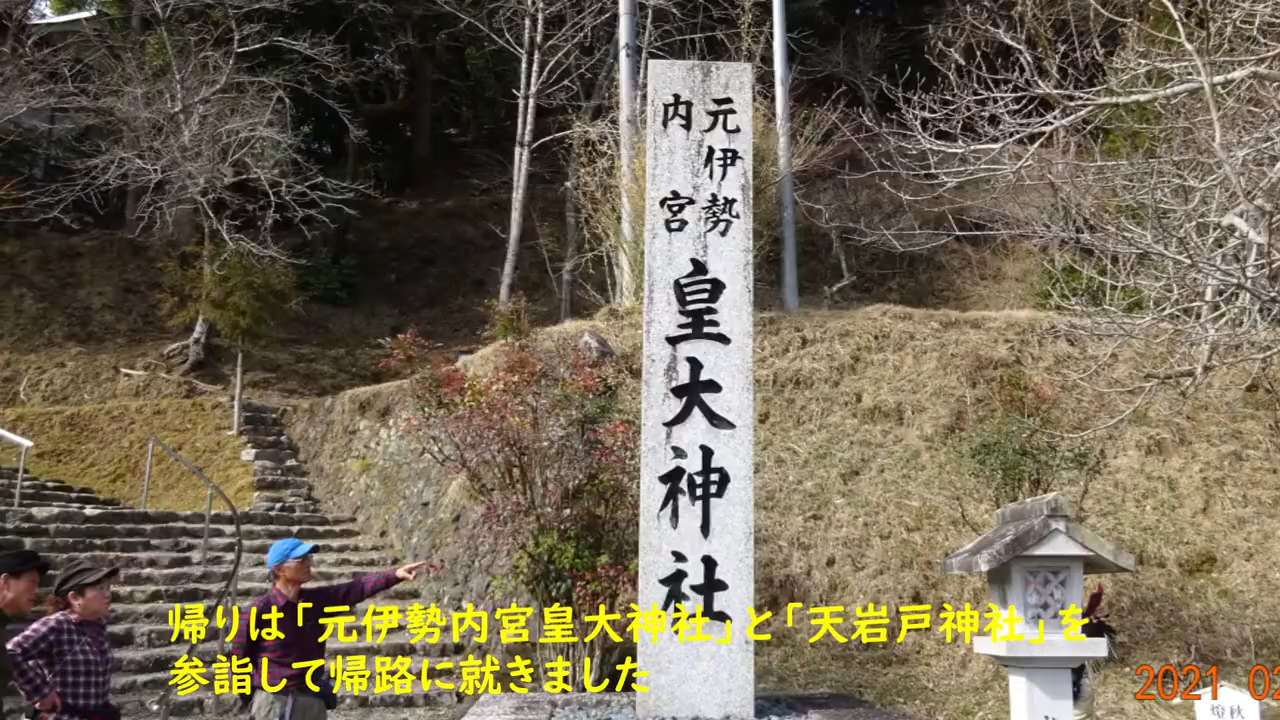 元伊勢
内宮
皇大神社
帰りは「元伊勢内宮皇大神社」と「天岩戸神社」を
参詣して帰路に就きました
2021 02